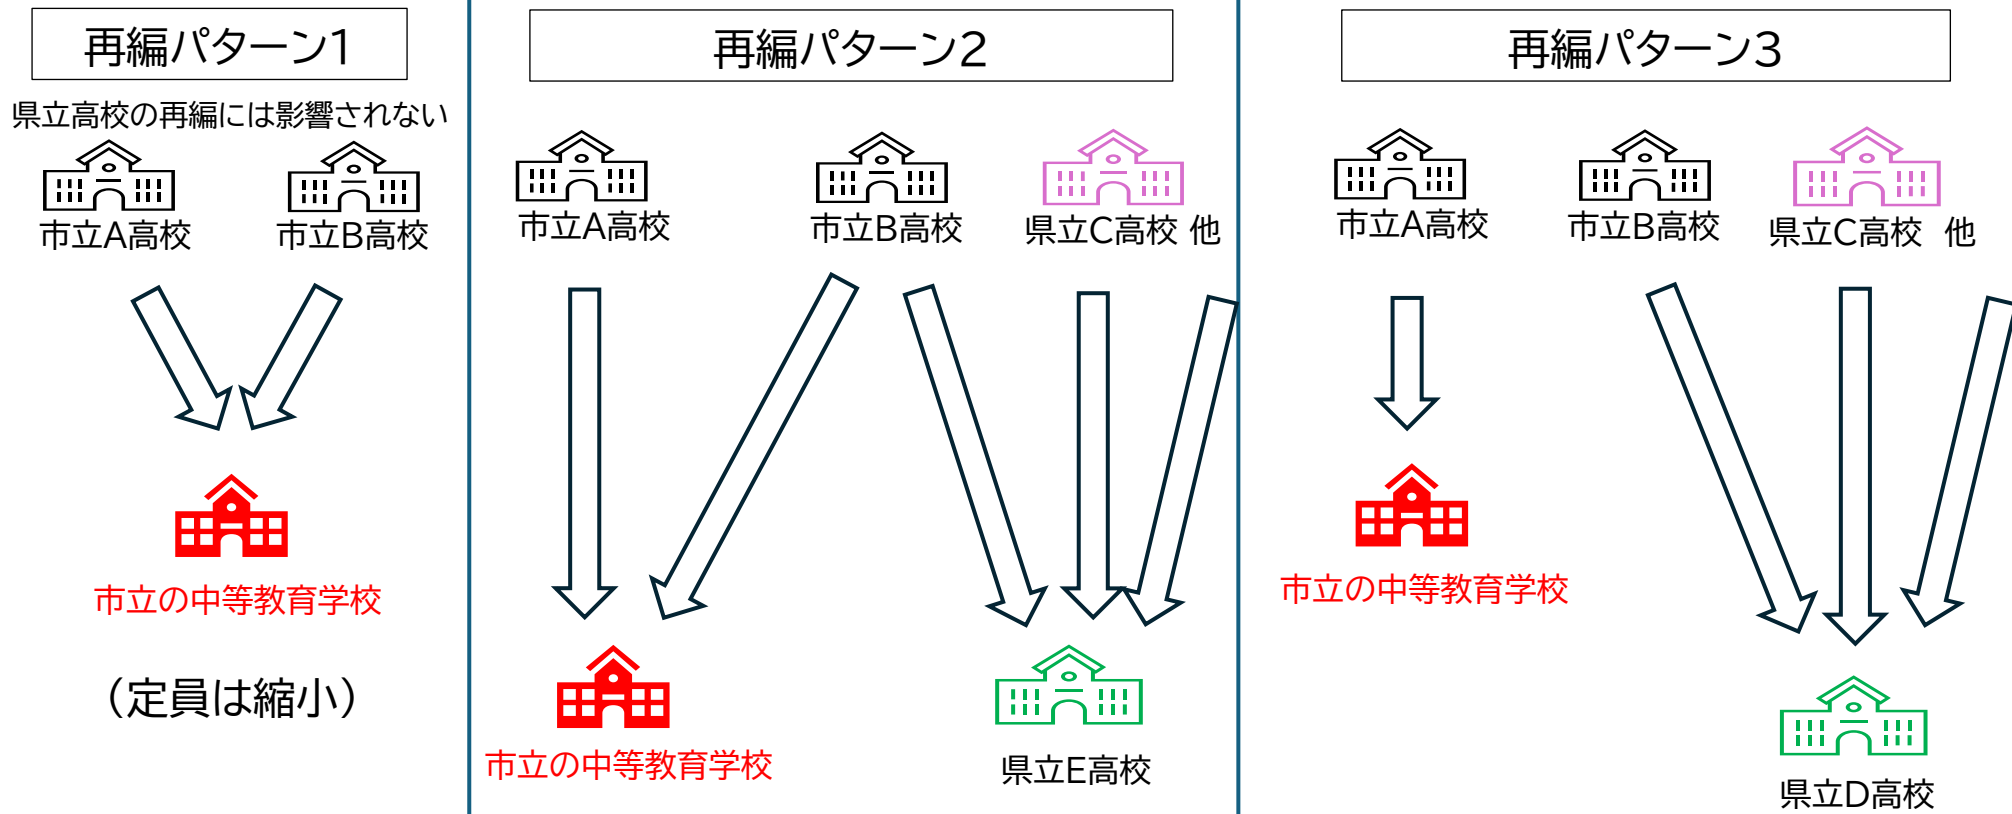 再編パターン1
県立高校の再編には影響されない
市立A高校
市立B高校
市立の中等教育学校
(定員は縮小)
再編パターン2
市立A高校
市立B高校
県立C高校 他
市立の中等教育学校
県立E高校
再編パターン3
市立A高校
市立B高校
県立C高校 他
市立の中等教育学校
県立D高校